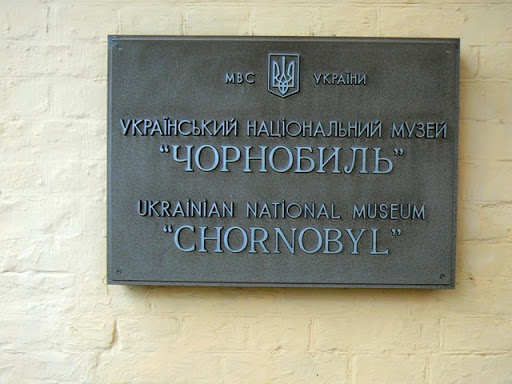 МВС УКРАЇНИ
УКРАЇНСЬКИЙ НАЦІОНАЛЬНИЙ МУЗЕЙ
“ЧОРНОБИЛЬ”
UKRAINIAN NATIONAL MUSEUM
“CHORNOBYL”